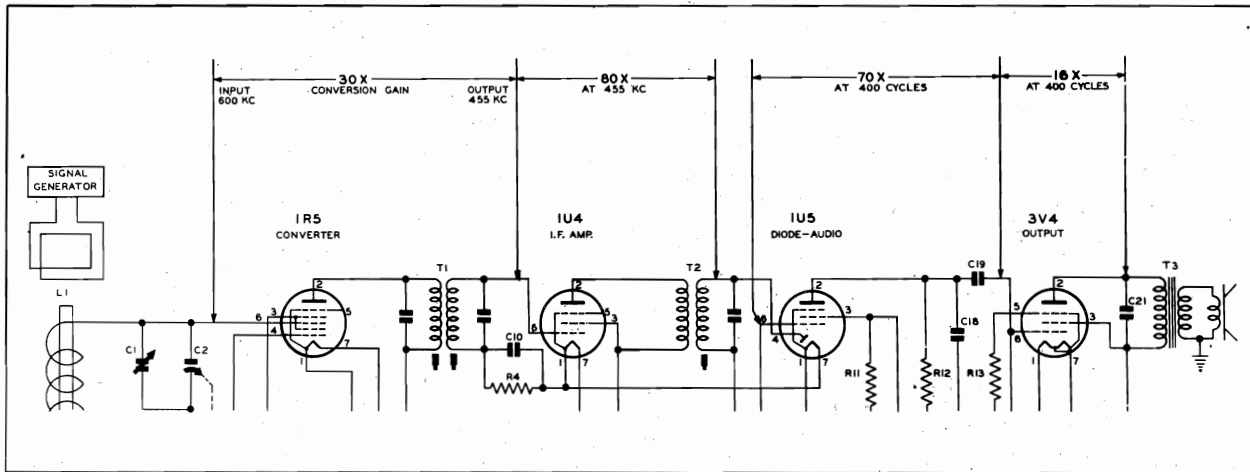 30 X
CONVERSION GAIN
INPUT
600 KC
OUTPUT
455 KC
80 X
AT 455 KC
70 X
AT 400 CYCLES
16 X
AT 400 CYCLES
SIGNAL
GENERATOR
1R5
CONVERTER
1U4
I.F. AMP.
1U5
DIODE-AUDIO
3V4
OUTPUT
L1
C1
C2
6
3
4
2
5
1
7
T1
C10
R4
6
2
5
3
1
7
T2
6
4
2
3
1
7
R11
R12
C18
C19
R13
5
6
2
3
1
7
C21
T3